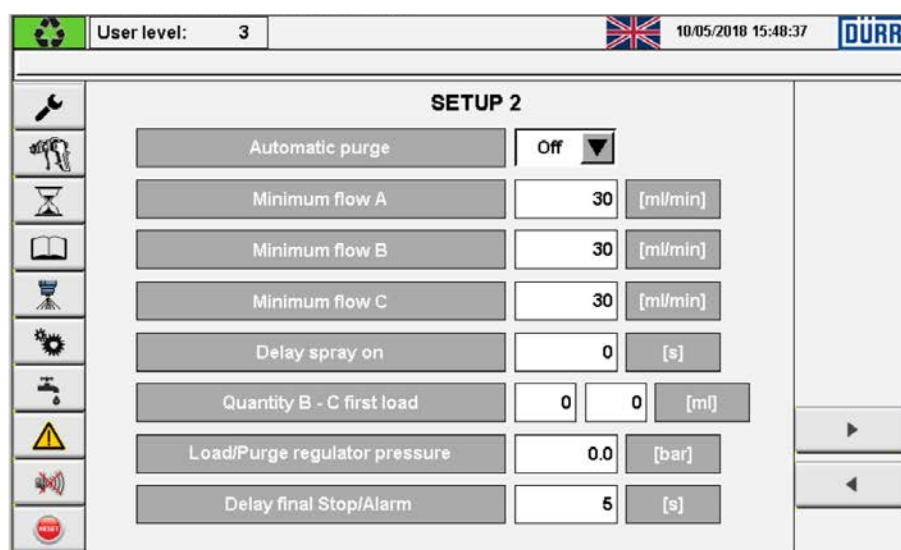 User level: 3 10/05/2018 15:48:37 DÜRR
SETUP 2
Automatic purge Off
Minimum flow A 30 [ml/min]
Minimum flow B 30 [ml/min]
Minimum flow C 30 [ml/min]
Delay spray on 0 [s]
Quantity B - C first load 0 0 [ml]
Load/Purge regulator pressure 0.0 [bar]
Delay final Stop/Alarm 5 [s]
RESET